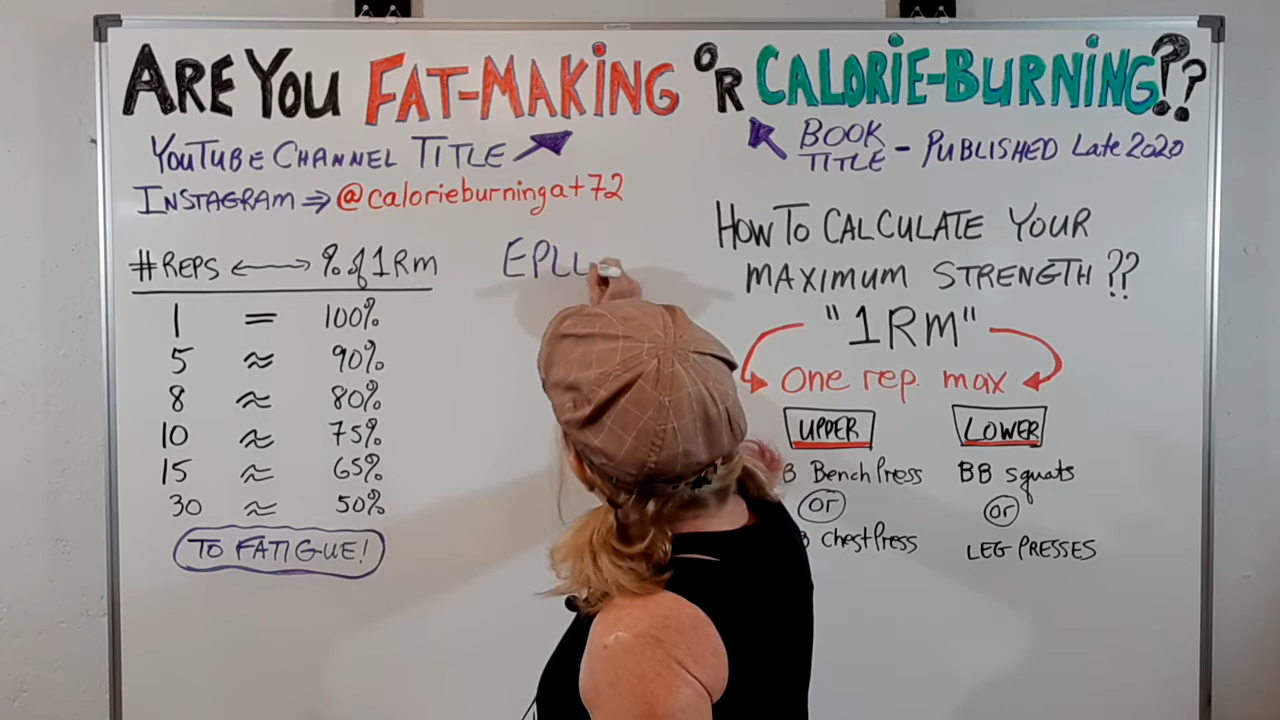 ARE YOU FAT-MAKING OR CALORIE-BURNING??
YOUTUBE CHANNEL TITLE
BOOK TITLE - PUBLISHED Late 2020
INSTAGRAM ⇒ @calorieburningat72
# REPS ⟷ % of 1Rm
1 = 100%
5 ≈ 90%
8 ≈ 80%
10 ≈ 75%
15 ≈ 65%
30 ≈ 50%
TO FATIGUE!
EPLL
HOW TO CALCULATE YOUR
MAXIMUM STRENGTH??
"1RM"
One rep. max
UPPER
B Bench Press
or
B Chest Press
LOWER
BB squats
or
LEG PRESSES